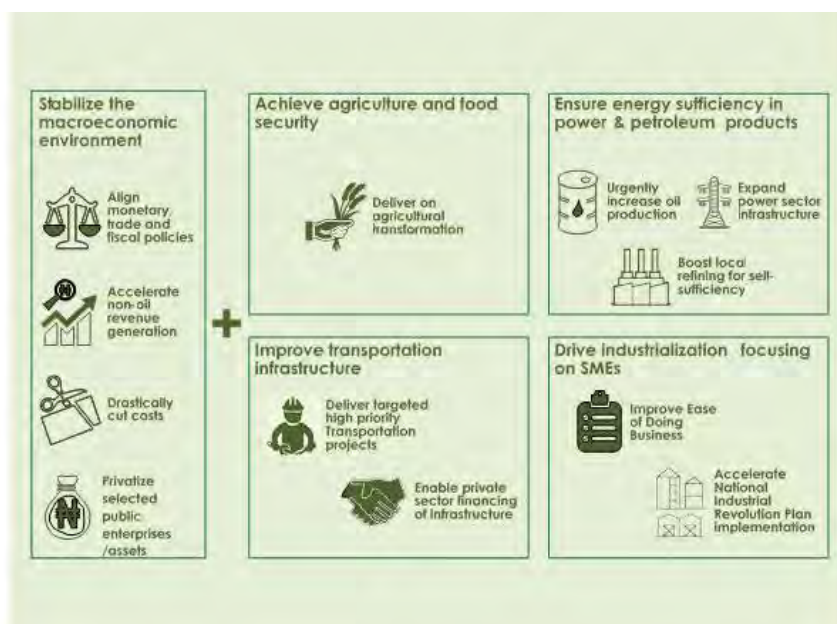 Stabilize the
macroeconomic
environment
Align
monetary,
trade and
fiscal policies
Accelerate
non-oil
revenue
generation
Drastically
cut costs
Privatize
selected
public
enterprises
/assets
+
Achieve agriculture and food
security
Deliver on
agricultural
transformation
Ensure energy sufficiency in
power & petroleum products
Urgently
increase oil
production
Expand
power sector
infrastructure
Boost local
refining for self-
sufficiency
Improve transportation
infrastructure
Deliver targeted
high priority
Transportation
projects
Enable private
sector financing
of infrastructure
Drive industrialization focusing
on SMEs
Improve Ease
of Doing
Business
Accelerate
National
Industrial
Revolution Plan
implementation